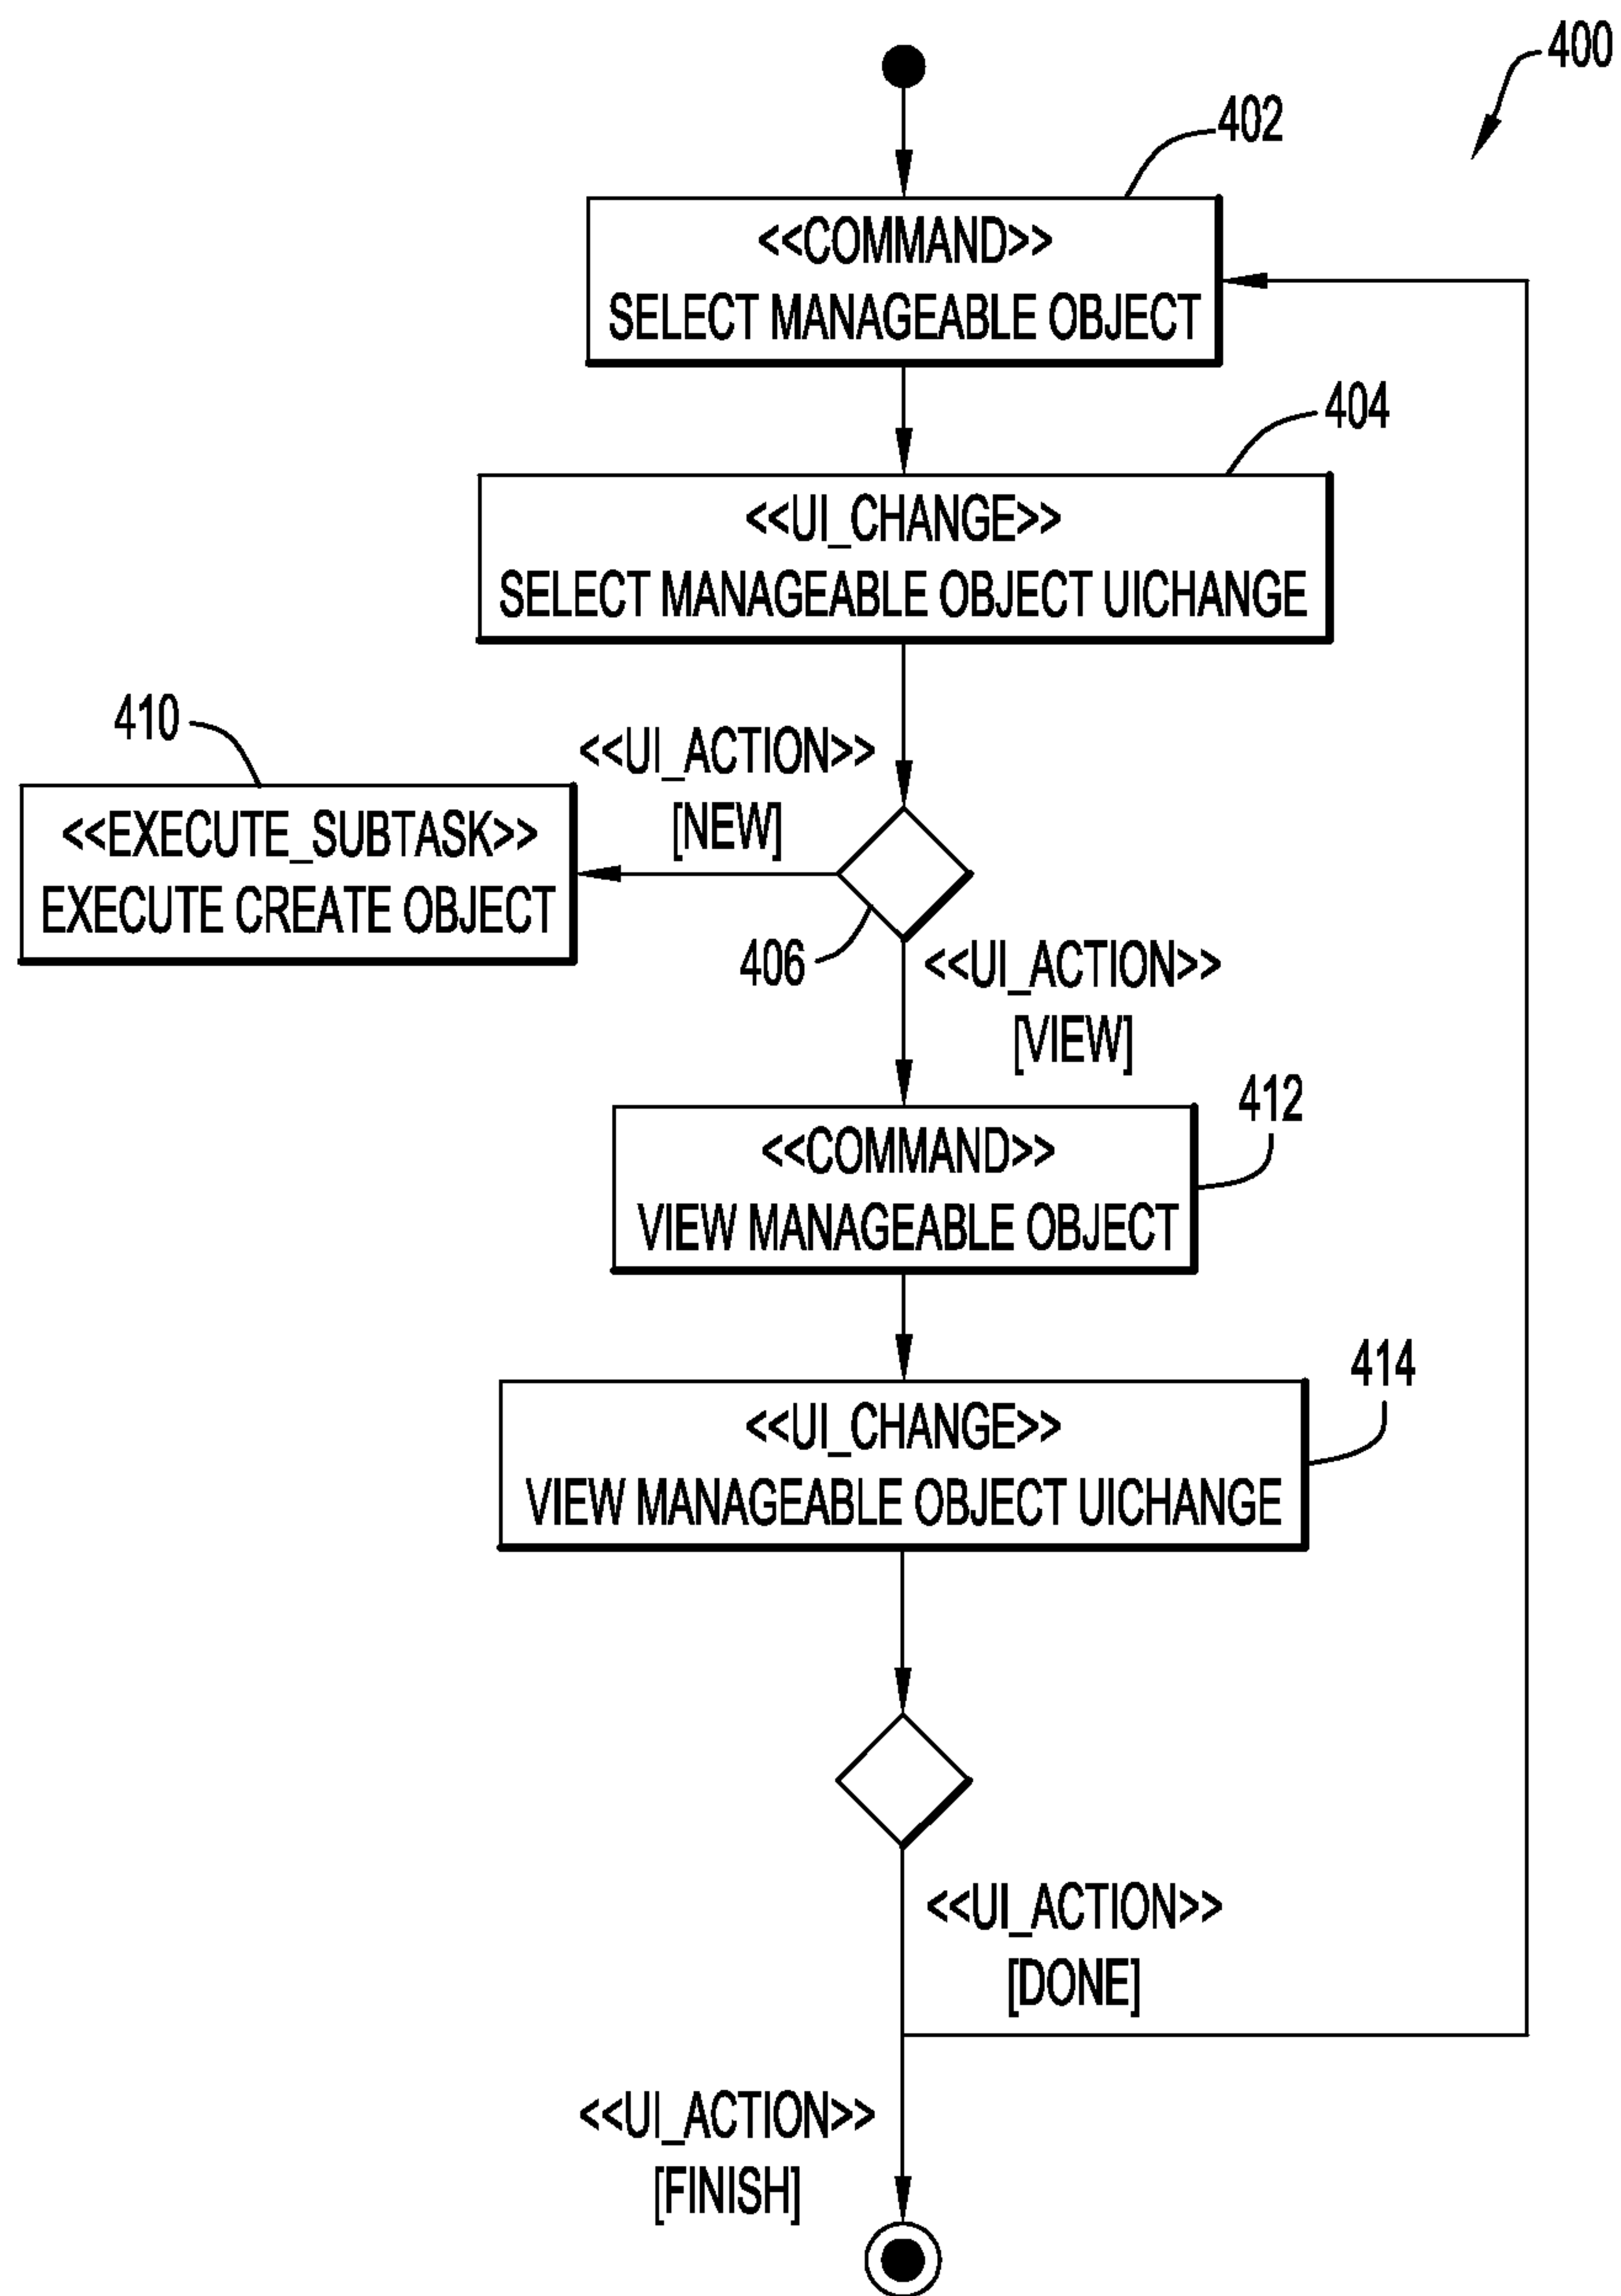 400
402
<<COMMAND>>
SELECT MANAGEABLE OBJECT
404
<<UI_CHANGE>>
SELECT MANAGEABLE OBJECT UICHANGE
410
<<UI_ACTION>>
[NEW]
<<EXECUTE_SUBTASK>>
EXECUTE CREATE OBJECT
406
<<UI_ACTION>>
[VIEW]
412
<<COMMAND>>
VIEW MANAGEABLE OBJECT
414
<<UI_CHANGE>>
VIEW MANAGEABLE OBJECT UICHANGE
<<UI_ACTION>>
[DONE]
<<UI_ACTION>>
[FINISH]